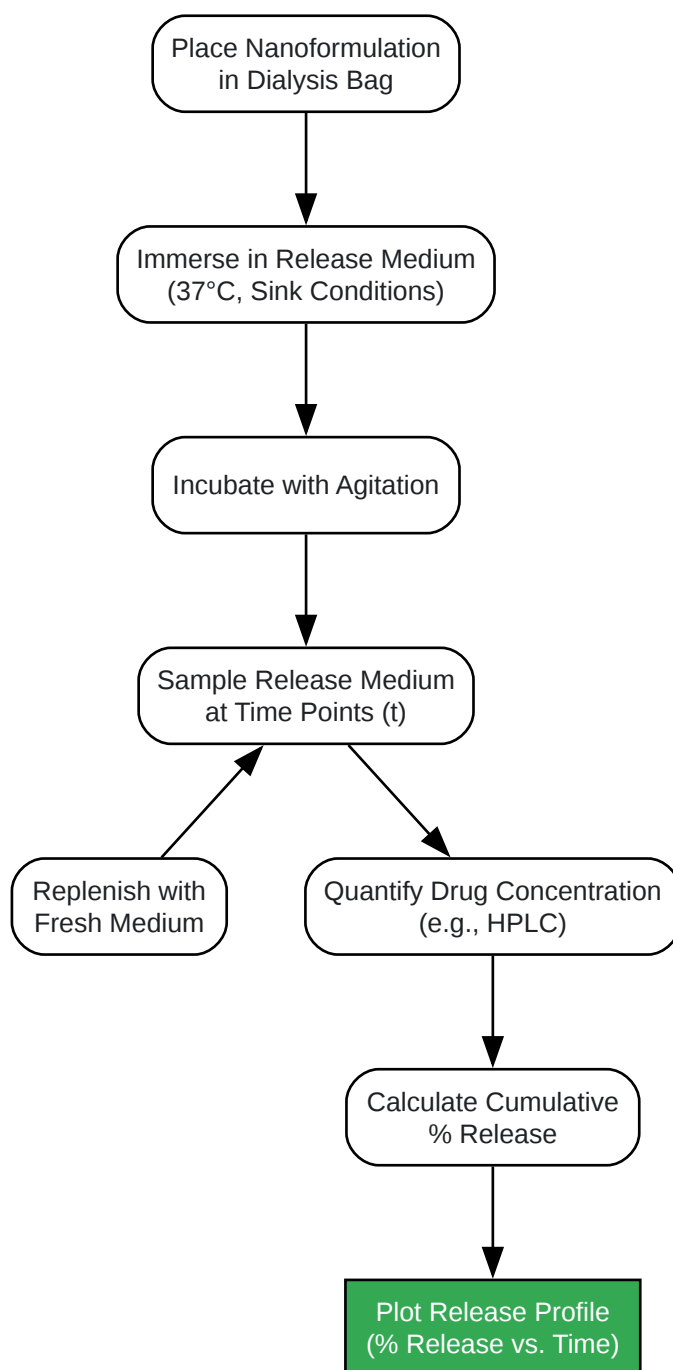 Place Nanoformulation
in Dialysis Bag
Immerse in Release Medium
(37°C, Sink Conditions)
Incubate with Agitation
Sample Release Medium
at Time Points (t)
Replenish with
Fresh Medium
Quantify Drug Concentration
(e.g., HPLC)
Calculate Cumulative
% Release
Plot Release Profile
(% Release vs. Time)